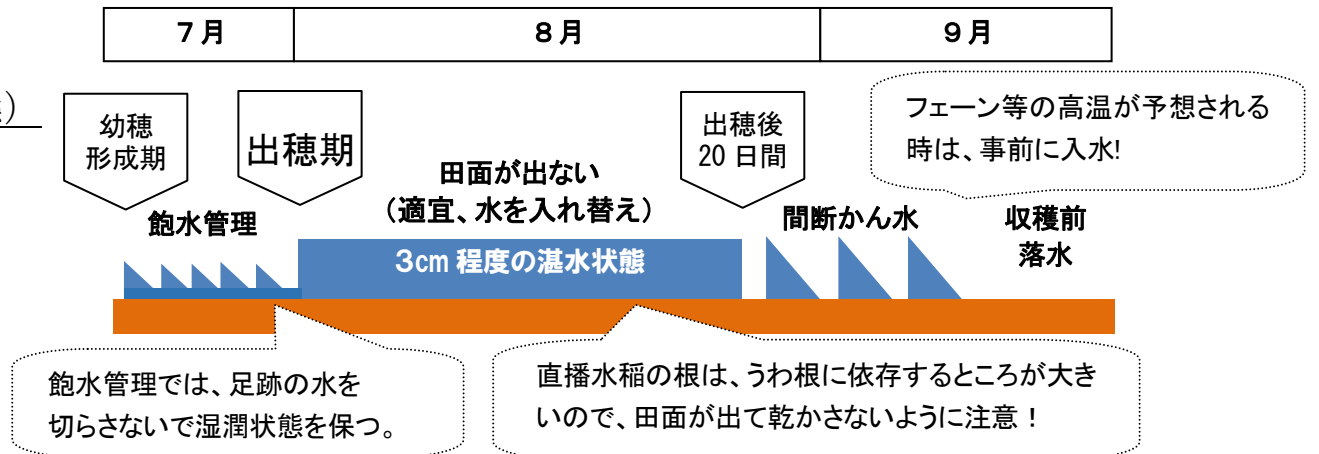 7月
8月
9月
）
幼穂
形成期
出穂期
出穂後
20日間
フェーン等の高温が予想される
時は、事前に入水!
田面が出ない
（適宜、水を入れ替え）
飽水管理
間断かん水
収穫前
落水
3cm 程度の湛水状態
飽水管理では、足跡の水を
切らさないで湿潤状態を保つ。
直播水稲の根は、うわ根に依存するところが大き
いので、田面が出て乾かさないように注意！